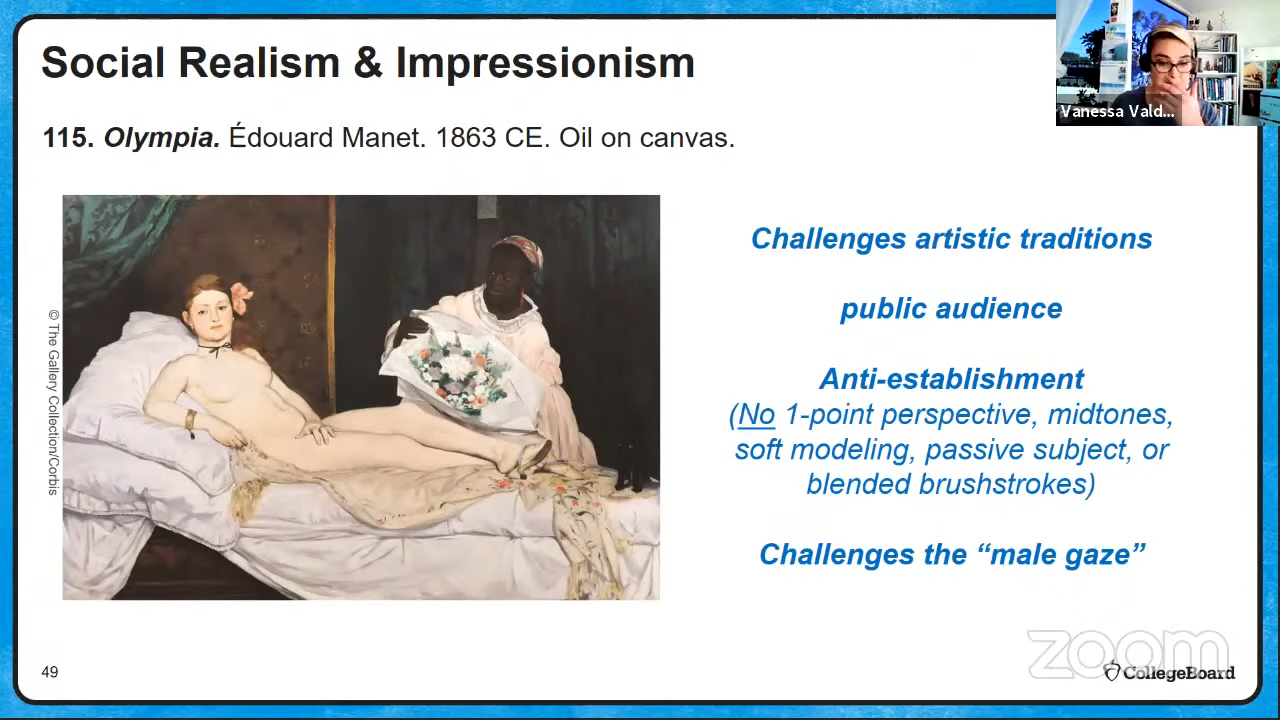 Social Realism & Impressionism
Vanessa Vald...
115. Olympia. Édouard Manet. 1863 CE. Oil on canvas.
© The Gallery Collection/Corbis
Challenges artistic traditions
public audience
Anti-establishment
(No 1-point perspective, midtones,
soft modeling, passive subject, or
blended brushstrokes)
Challenges the “male gaze”
zoom
49
CollegeBoard